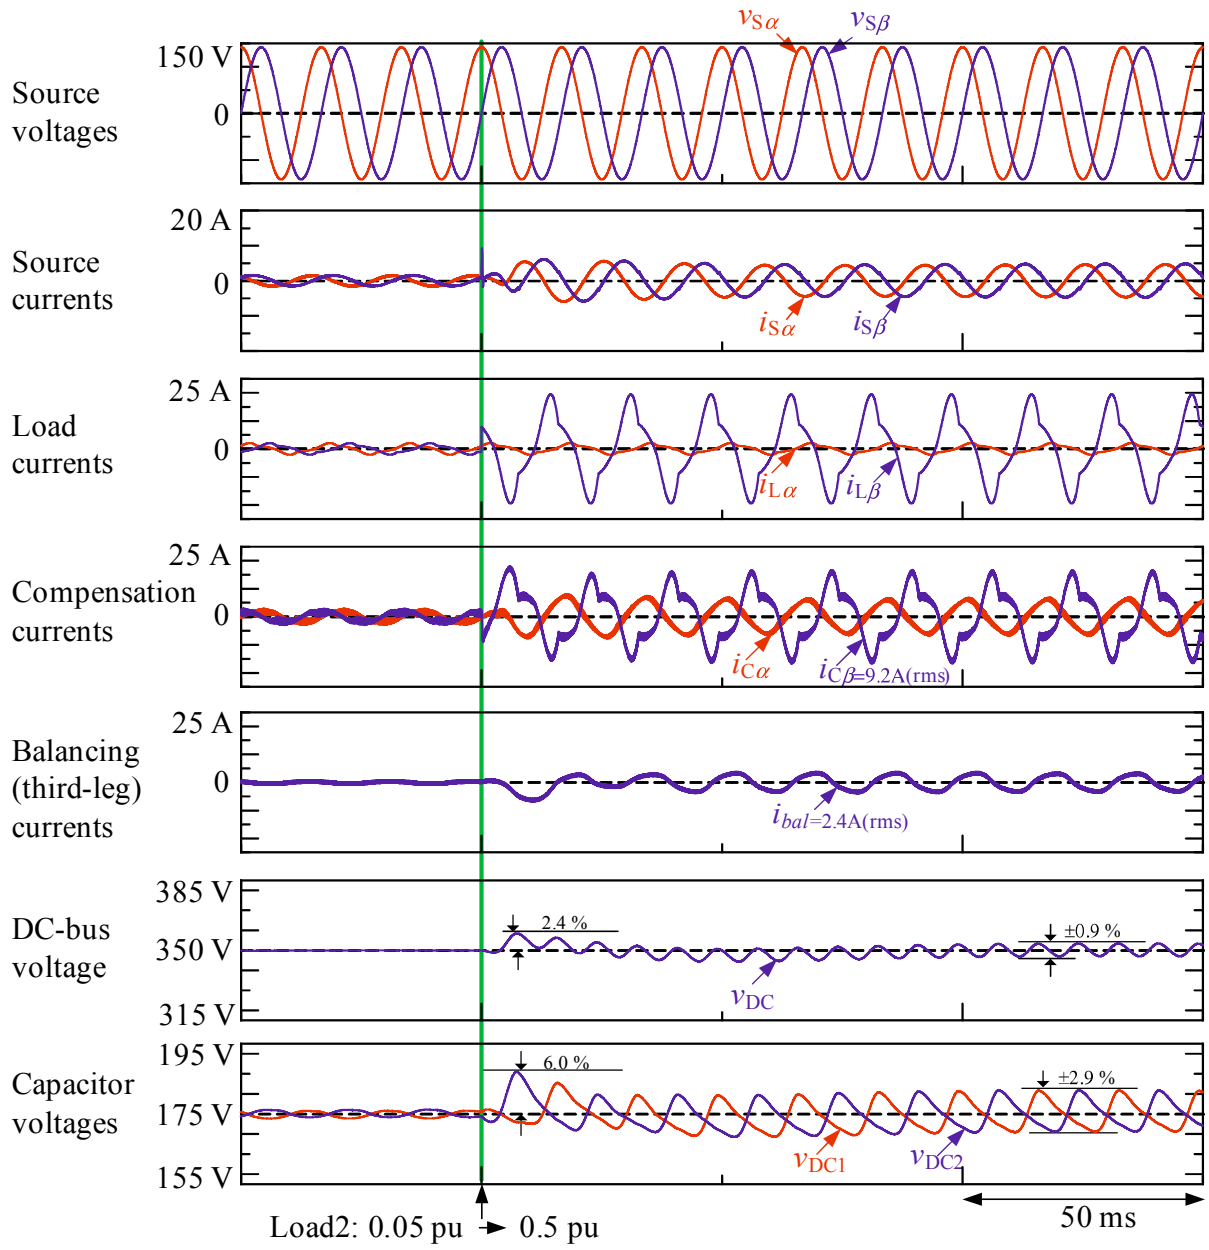 vSα vSβ
150 V
Source
voltages
0
20 A
Source
currents
0
iSα iSβ
25 A
Load
currents
0
iLα iLβ
25 A
Compensation
currents
0
iCα iCβ=9.2A(rms)
25 A
Balancing
(third-leg)
currents
0
ibal=2.4A(rms)
385 V
DC-bus
voltage
350 V
2.4 % ±0.9 %
vDC
315 V
195 V
6.0 % ±2.9 %
Capacitor
voltages
175 V
vDC1 vDC2
155 V
Load2: 0.05 pu → 0.5 pu
50 ms